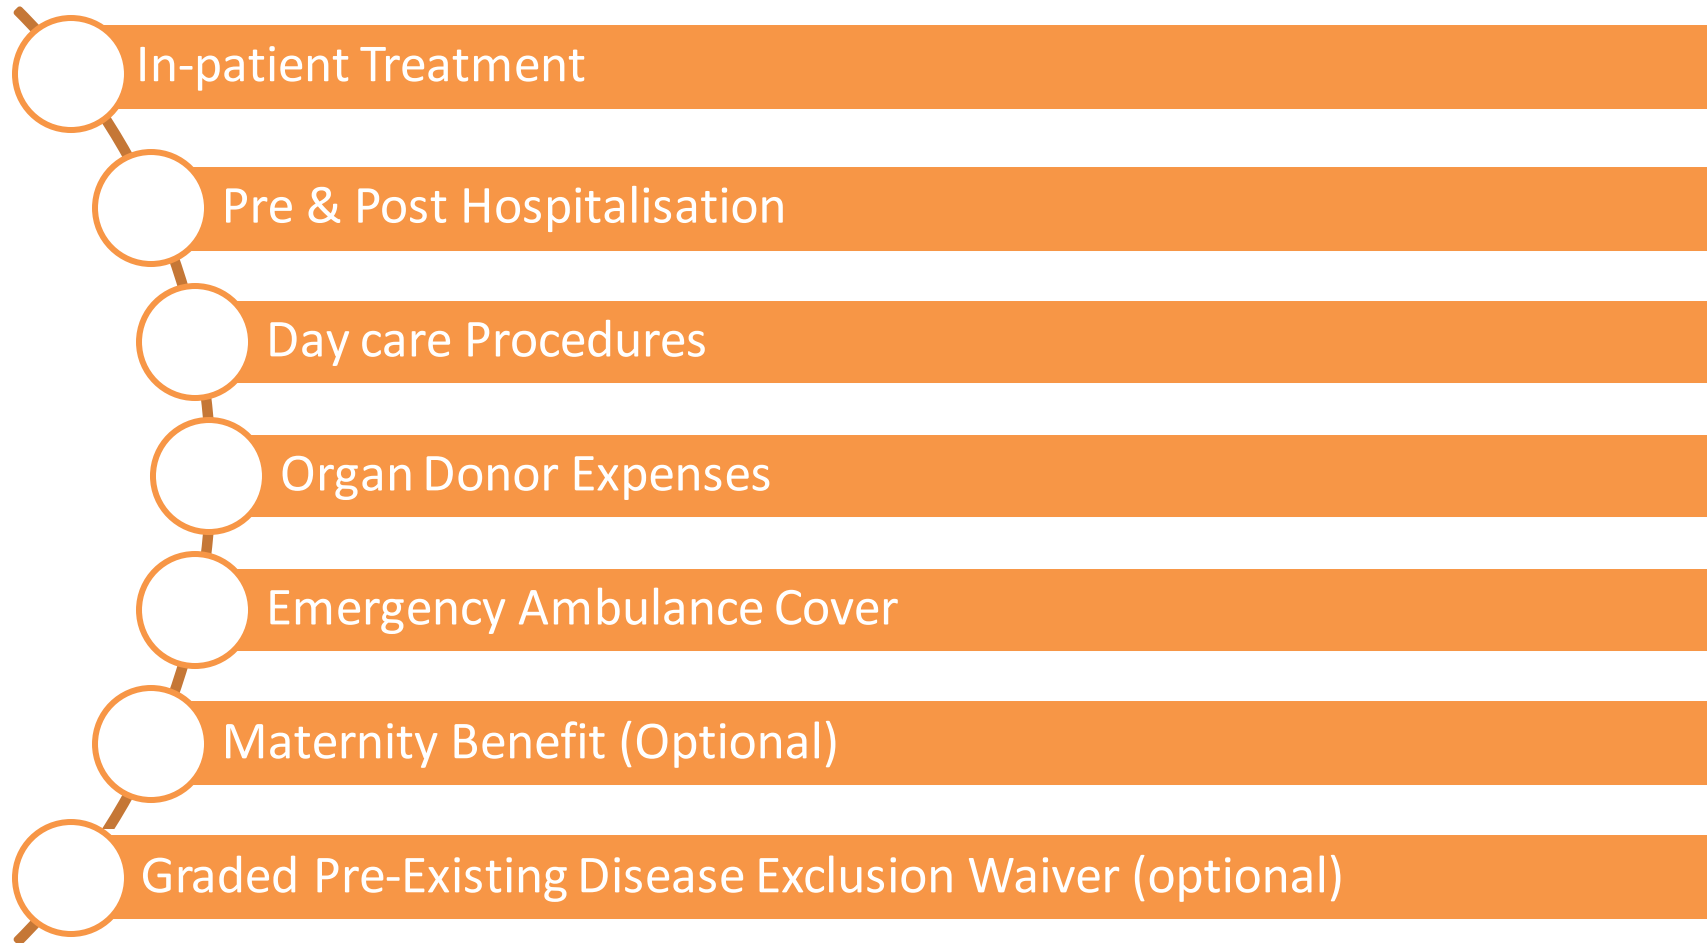 In-patient Treatment
Pre & Post Hospitalisation
Day care Procedures
Organ Donor Expenses
Emergency Ambulance Cover
Maternity Benefit (Optional)
Graded Pre-Existing Disease Exclusion Waiver (optional)